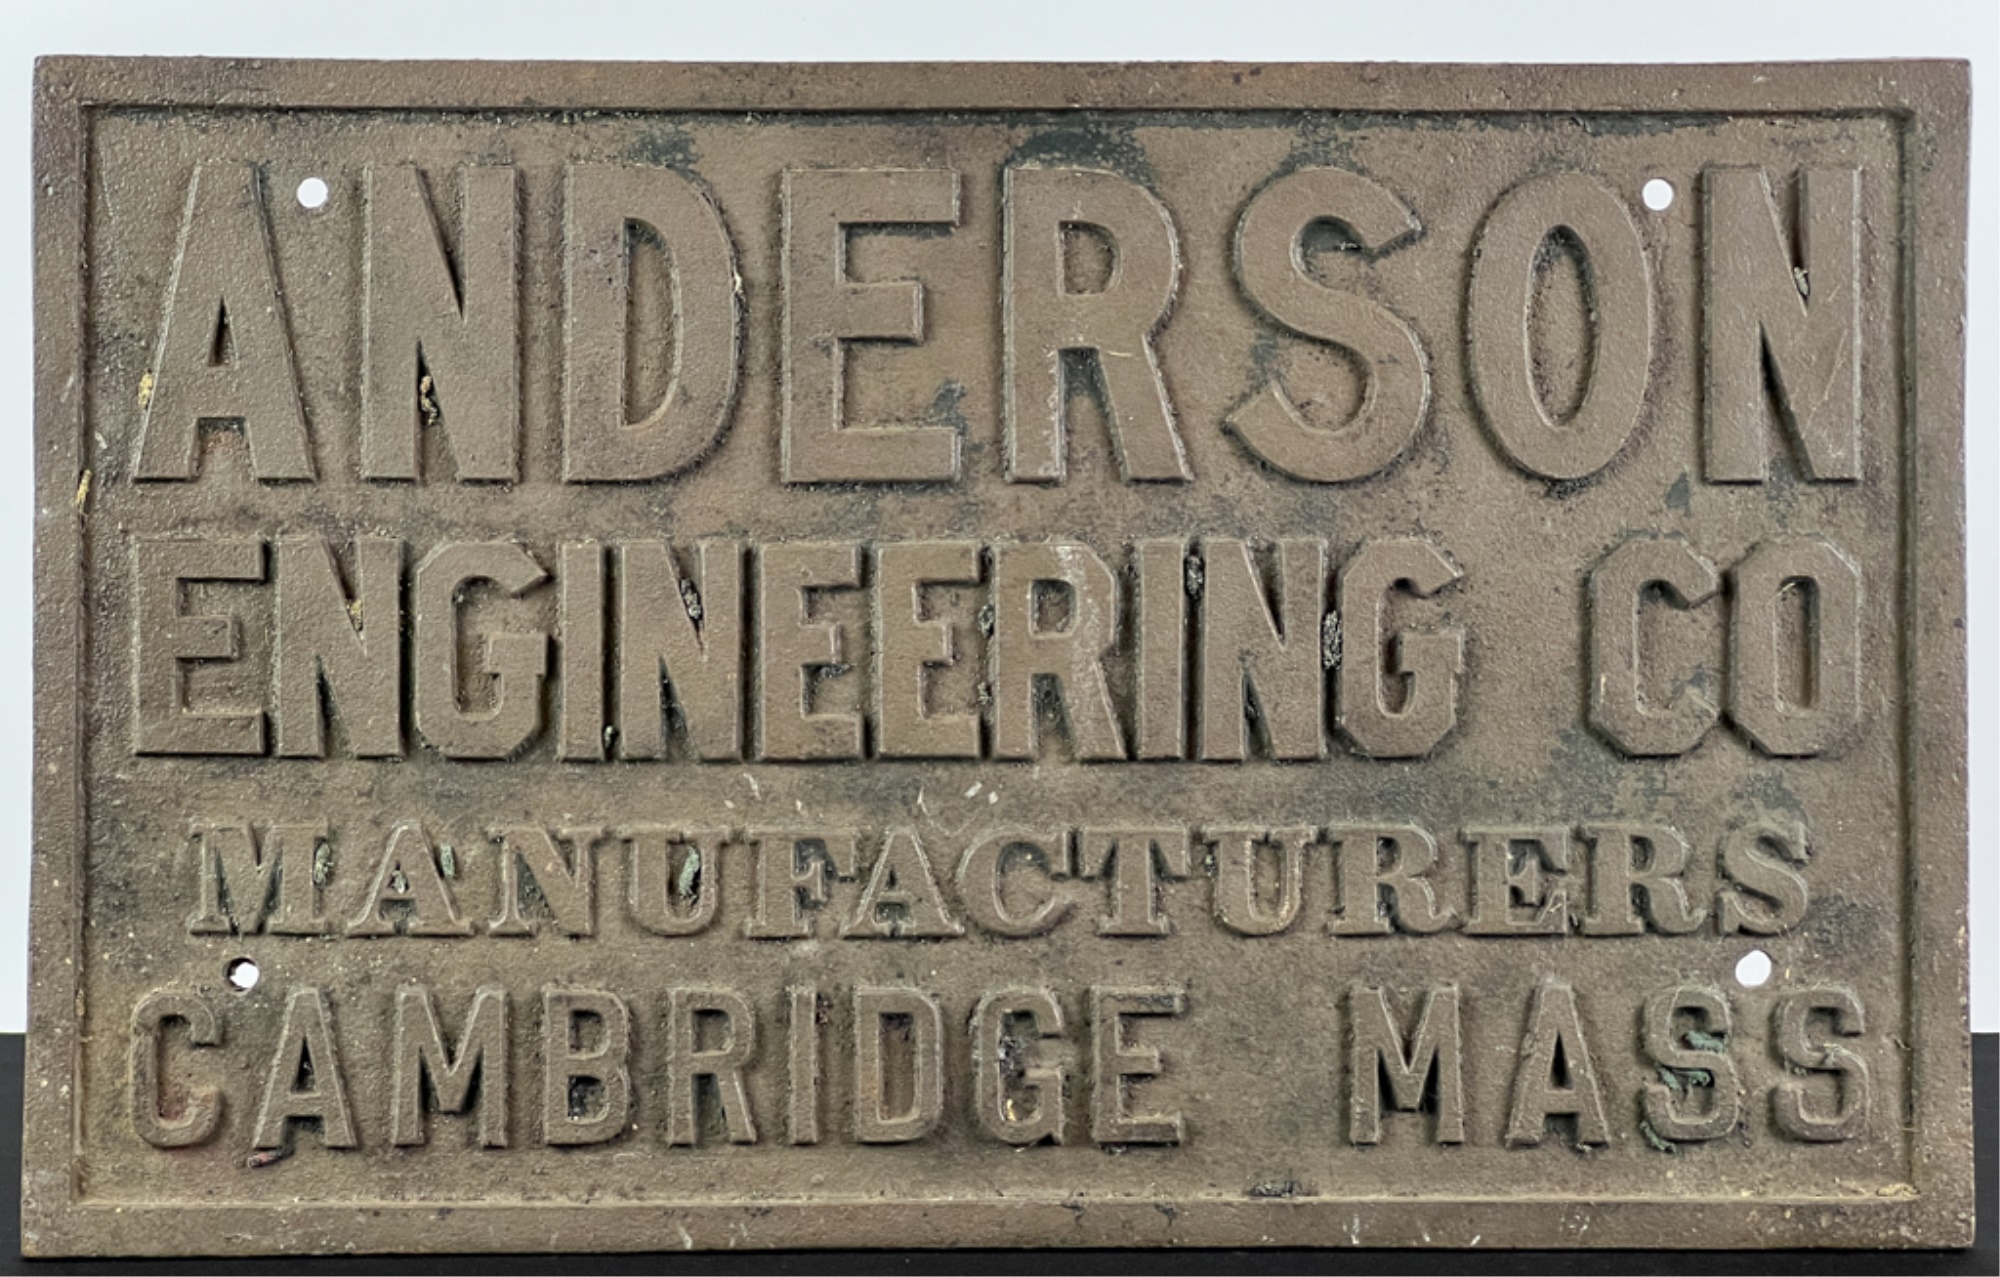 ANDERSON
ENGINEERING CO
MANUFACTURERS
CAMBRIDGE MASS